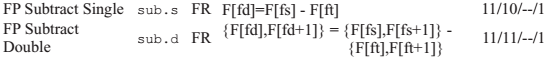 FP Subtract Single sub.s FR F[fd]=F[fs] - F[ft] 11/10/--/1
FP Subtract Double sub.d FR {F[fd],F[fd+1]} = {F[fs],F[fs+1]} - {F[ft],F[ft+1]} 11/11/--/1